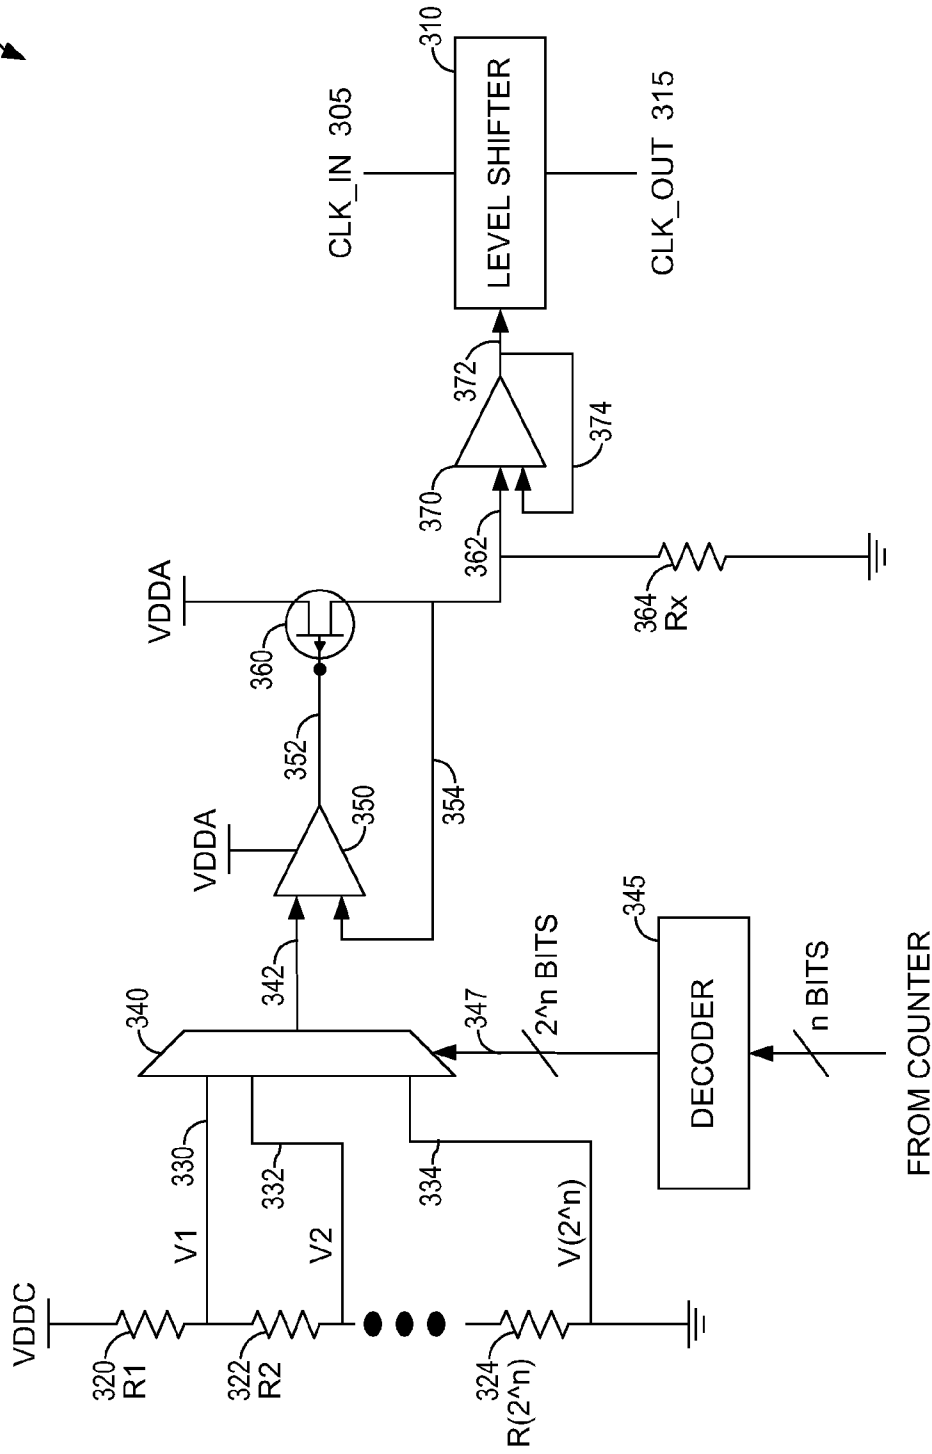 VDDC
320
R1
322
R2
324
R(2^n)
V1
V2
V(2^n)
330
332
334
340
342
347
2^n BITS
345
DECODER
n BITS
FROM COUNTER
VDDA
350
352
354
VDDA
360
362
364
Rx
370
372
374
CLK_IN 305
310
LEVEL SHIFTER
CLK_OUT 315